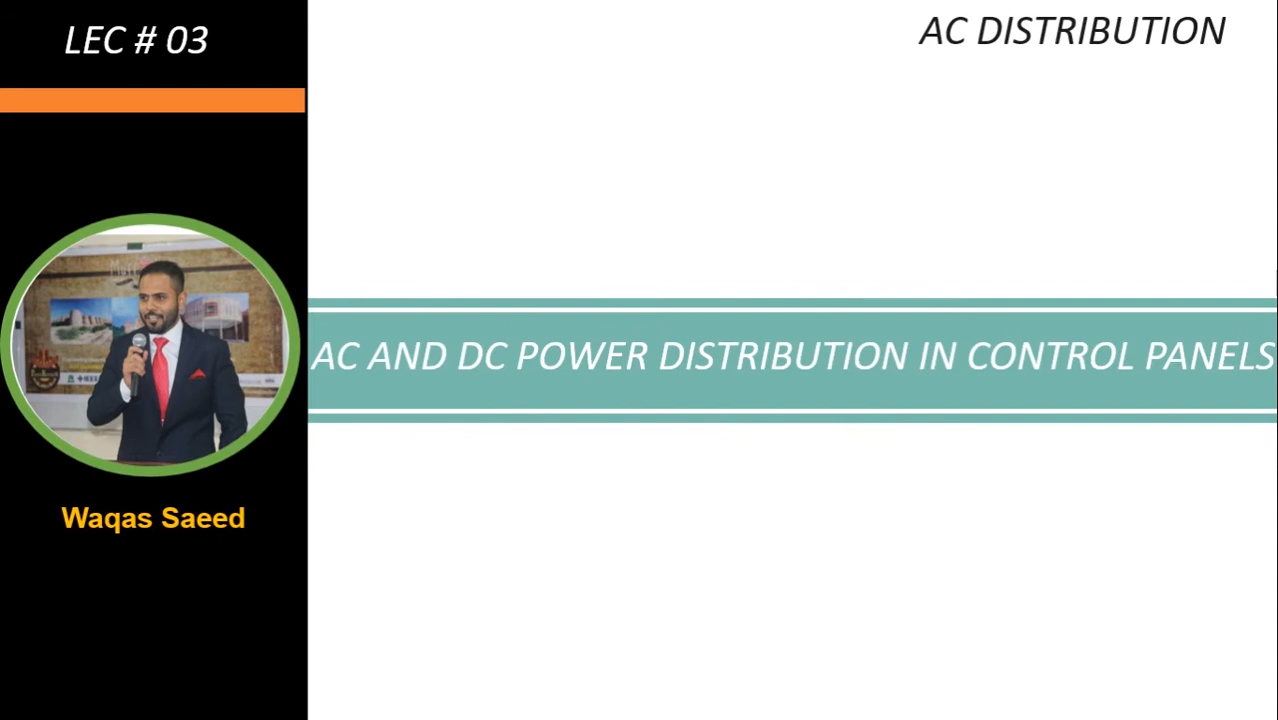 LEC # 03
AC DISTRIBUTION
AC AND DC POWER DISTRIBUTION IN CONTROL PANELS
Waqas Saeed